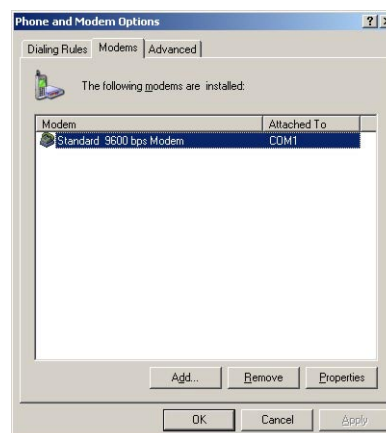 Phone and Modem Options
Dialing Rules Modems Advanced
The following modems are installed:
Modem Attached To
Standard 9600 bps Modem COM1
Add... Remove Properties
OK Cancel Apply